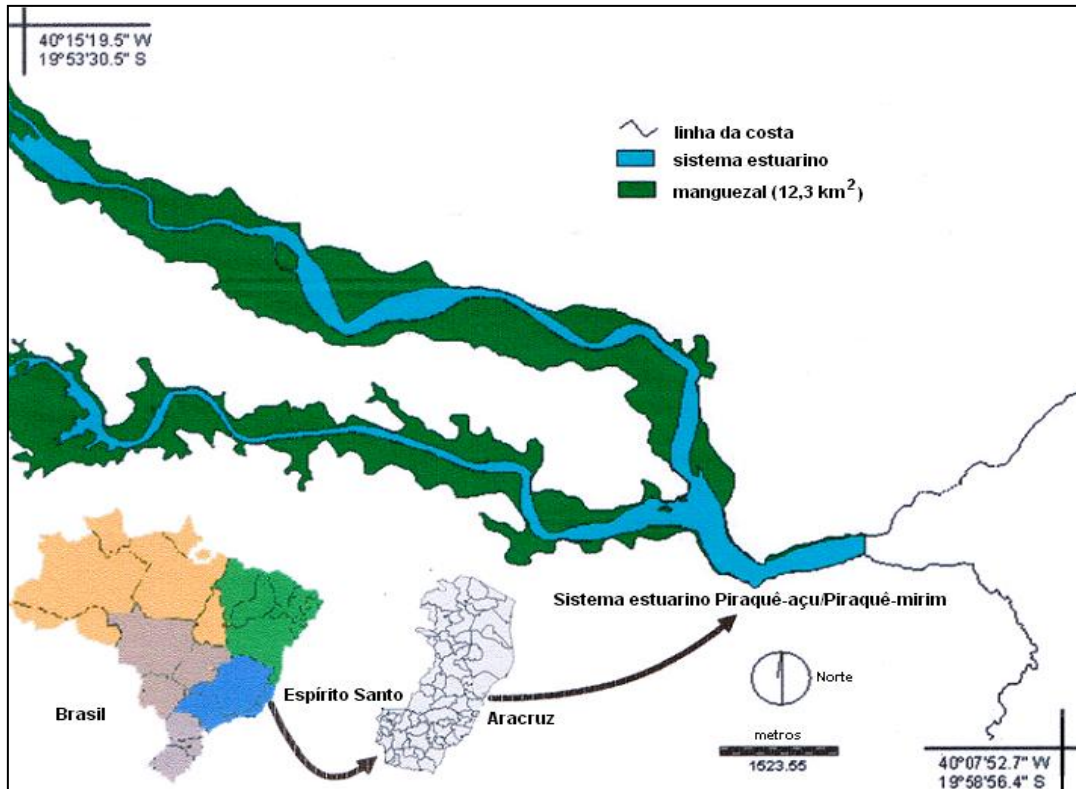 40°15'19.5" W
19°53'30.5" S
linha da costa
sistema estuarino
manguezal (12,3 km²)
Sistema estuarino Piraquê-açu/Piraquê-mirim
Espírito Santo
Brasil
Aracruz
Norte
metros
1523.55
40°07'52.7" W
19°58'56.4" S